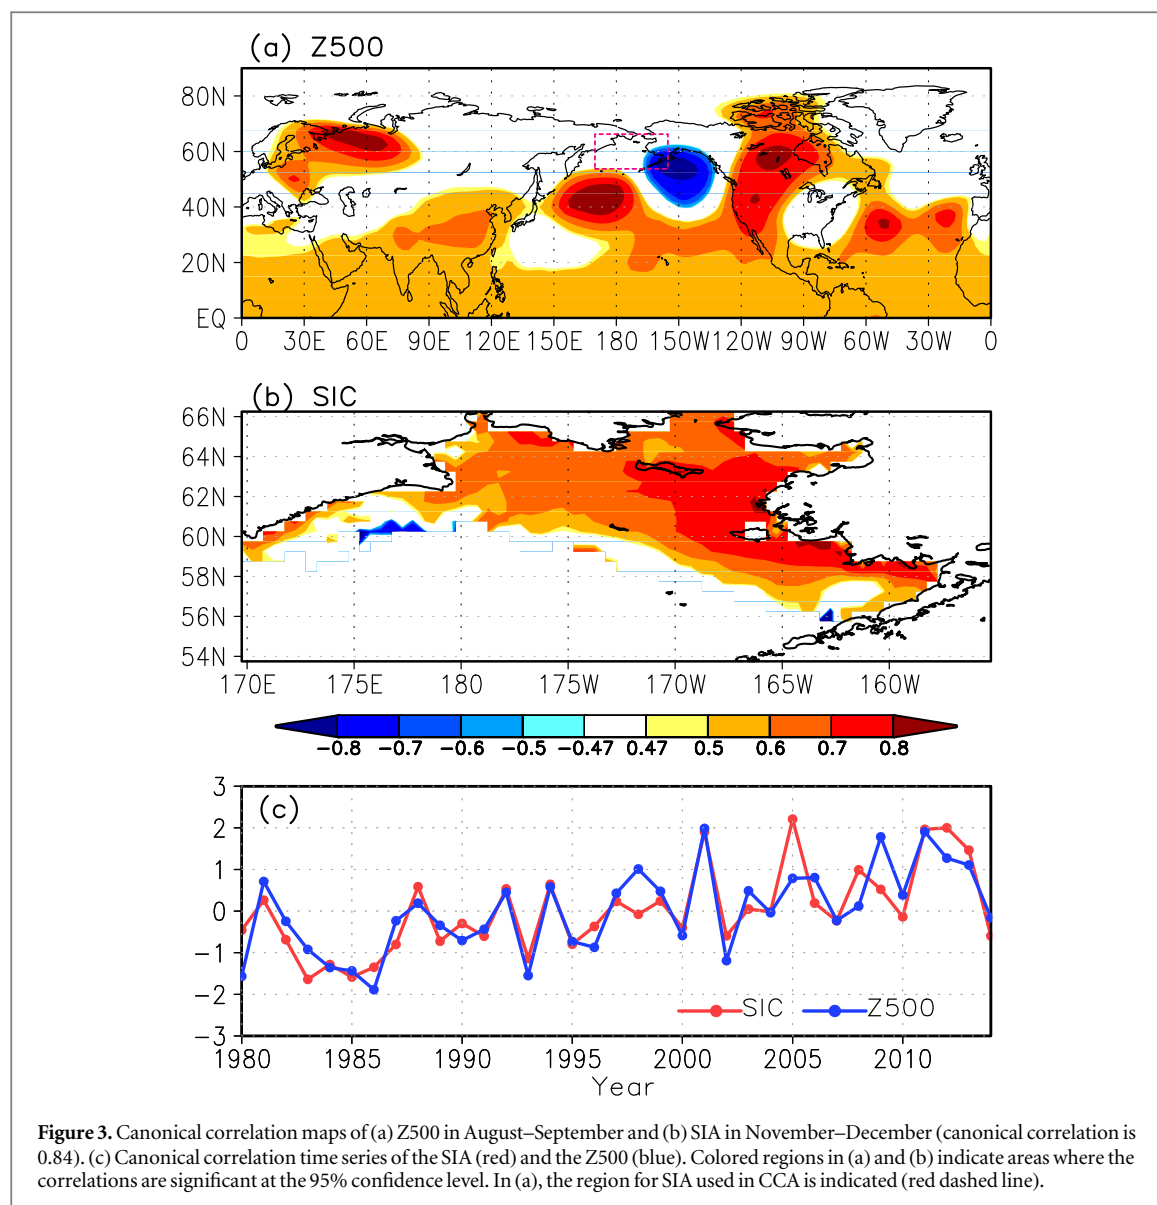 (a) Z500
80N
60N
40N
20N
EQ
0 30E 60E 90E 120E 150E 180 150W 120W 90W 60W 30W 0
(b) SIC
66N
64N
62N
60N
58N
56N
54N
170E 175E 180 175W 170W 165W 160W
-0.8 -0.7 -0.6 -0.5 -0.47 0.47 0.5 0.6 0.7 0.8
(c)
3
2
1
0
-1
-2
-3
SIC Z500
1980 1985 1990 1995 2000 2005 2010
Year
Figure 3. Canonical correlation maps of (a) Z500 in August–September and (b) SIA in November–December (canonical correlation is
0.84). (c) Canonical correlation time series of the SIA (red) and the Z500 (blue). Colored regions in (a) and (b) indicate areas where the
correlations are significant at the 95% confidence level. In (a), the region for SIA used in CCA is indicated (red dashed line).